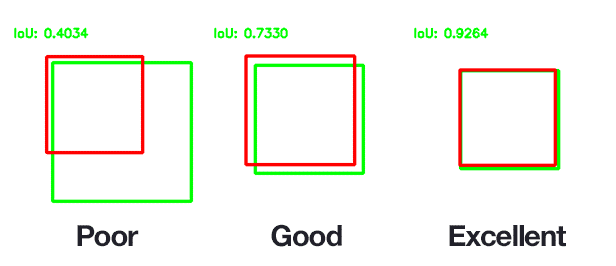 IoU: 0.4034
IoU: 0.7330
IoU: 0.9264
Poor
Good
Excellent